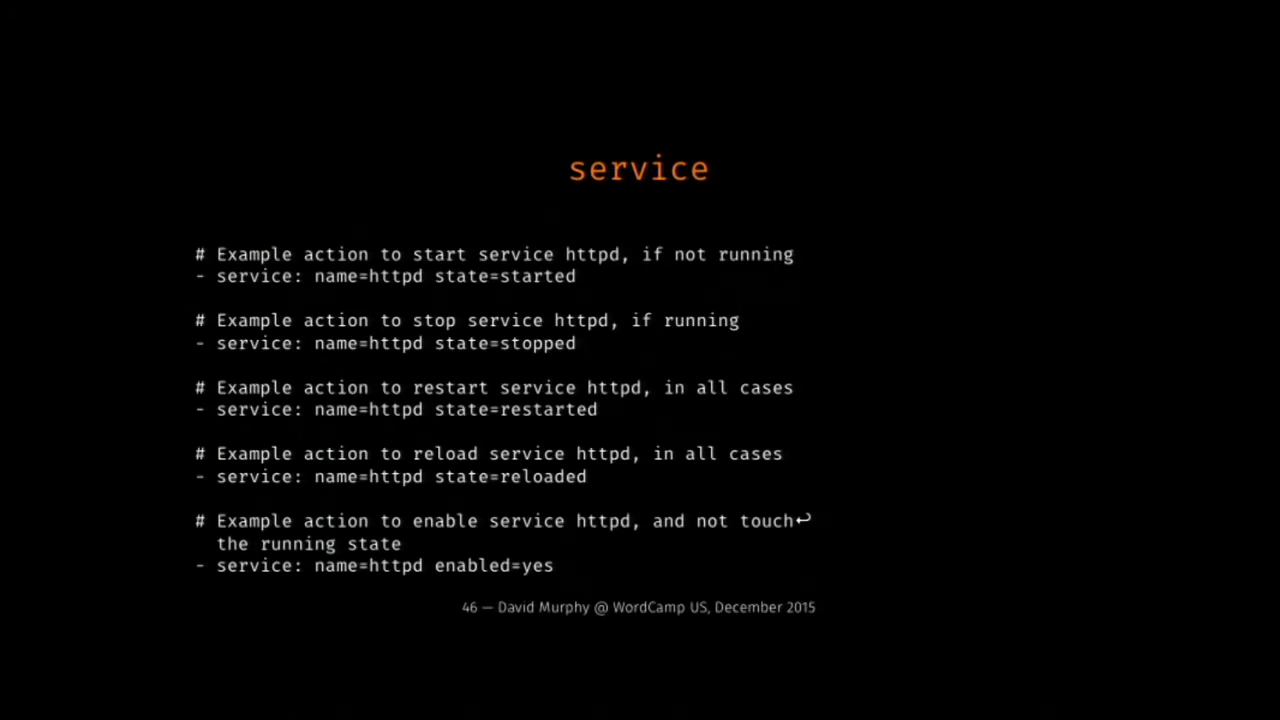 service
# Example action to start service httpd, if not running
- service: name=httpd state=started
# Example action to stop service httpd, if running
- service: name=httpd state=stopped
# Example action to restart service httpd, in all cases
- service: name=httpd state=restarted
# Example action to reload service httpd, in all cases
- service: name=httpd state=reloaded
# Example action to enable service httpd, and not touch↩
the running state
- service: name=httpd enabled=yes
46 — David Murphy @ WordCamp US, December 2015